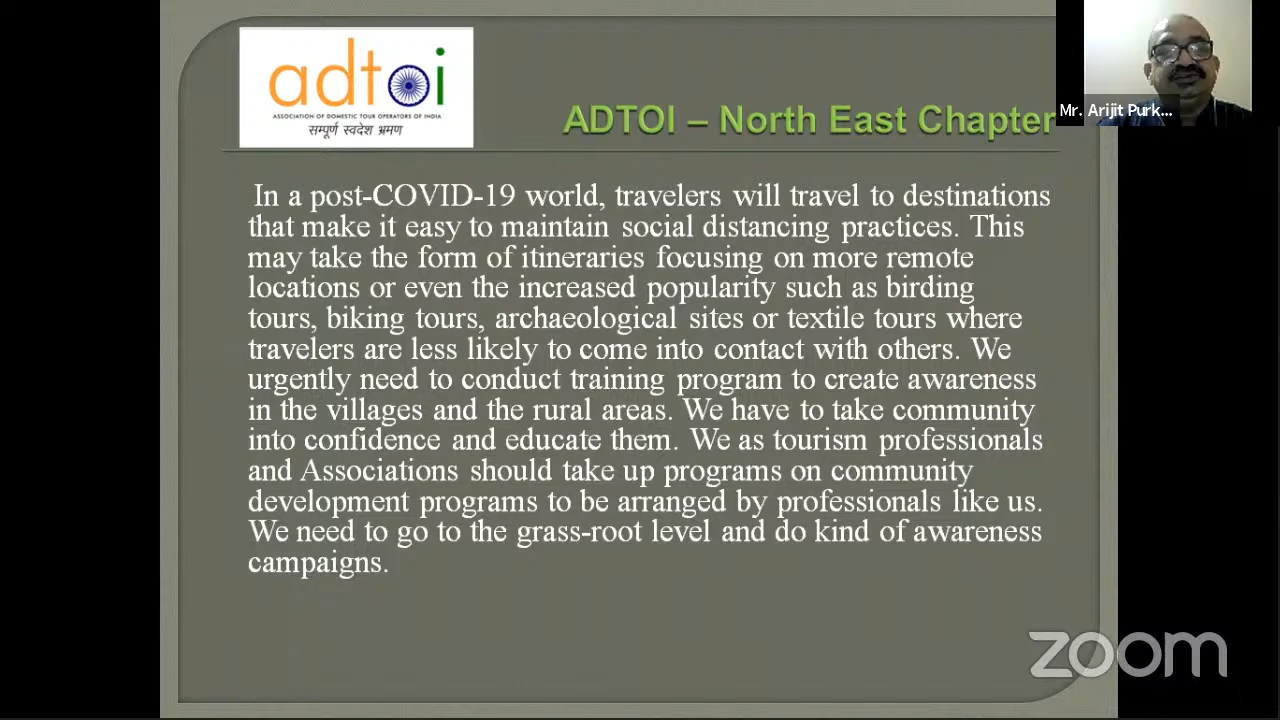 adtoi
ASSOCIATION OF DOMESTIC TOUR OPERATORS OF INDIA
सम्पूर्ण स्वदेश भ्रमण
ADTOI – North East Chapter
Mr. Arijit Purk...
In a post-COVID-19 world, travelers will travel to destinations
that make it easy to maintain social distancing practices. This
may take the form of itineraries focusing on more remote
locations or even the increased popularity such as birding
tours, biking tours, archaeological sites or textile tours where
travelers are less likely to come into contact with others. We
urgently need to conduct training program to create awareness
in the villages and the rural areas. We have to take community
into confidence and educate them. We as tourism professionals
and Associations should take up programs on community
development programs to be arranged by professionals like us.
We need to go to the grass-root level and do kind of awareness
campaigns.
zoom